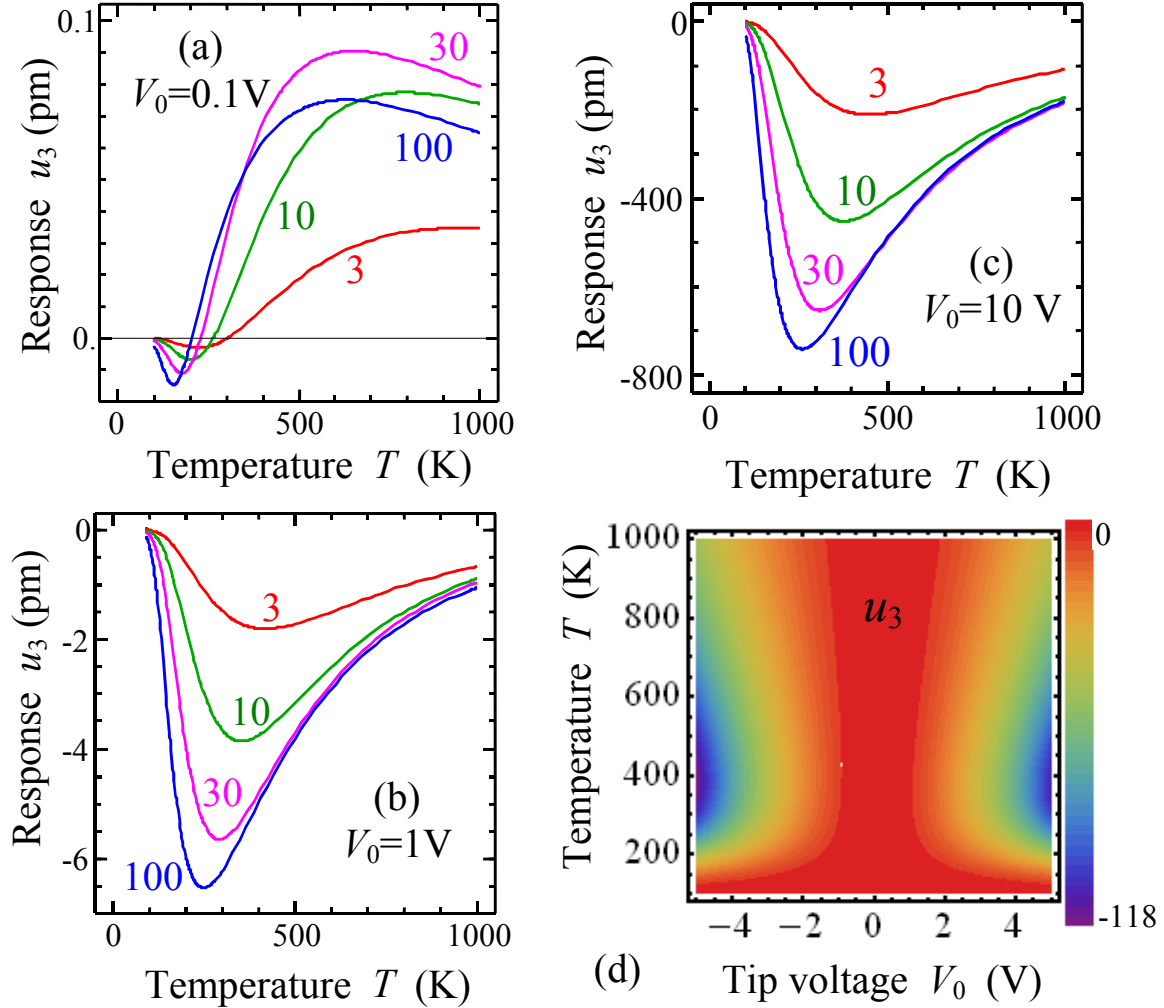 (a)
V₀=0.1V
30
10
100
3
0.1
0.
Response u₃ (pm)
0
500
1000
Temperature T (K)
0
-400
-800
Response u₃ (pm)
3
10
30
100
(c)
V₀=10 V
0
500
1000
Temperature T (K)
0
-2
-4
-6
Response u₃ (pm)
3
10
30
100
(b)
V₀=1V
0
500
1000
Temperature T (K)
1000
800
600
400
200
Temperature T (K)
u₃
0
-118
−4
−2
0
2
4
(d)
Tip voltage V₀ (V)